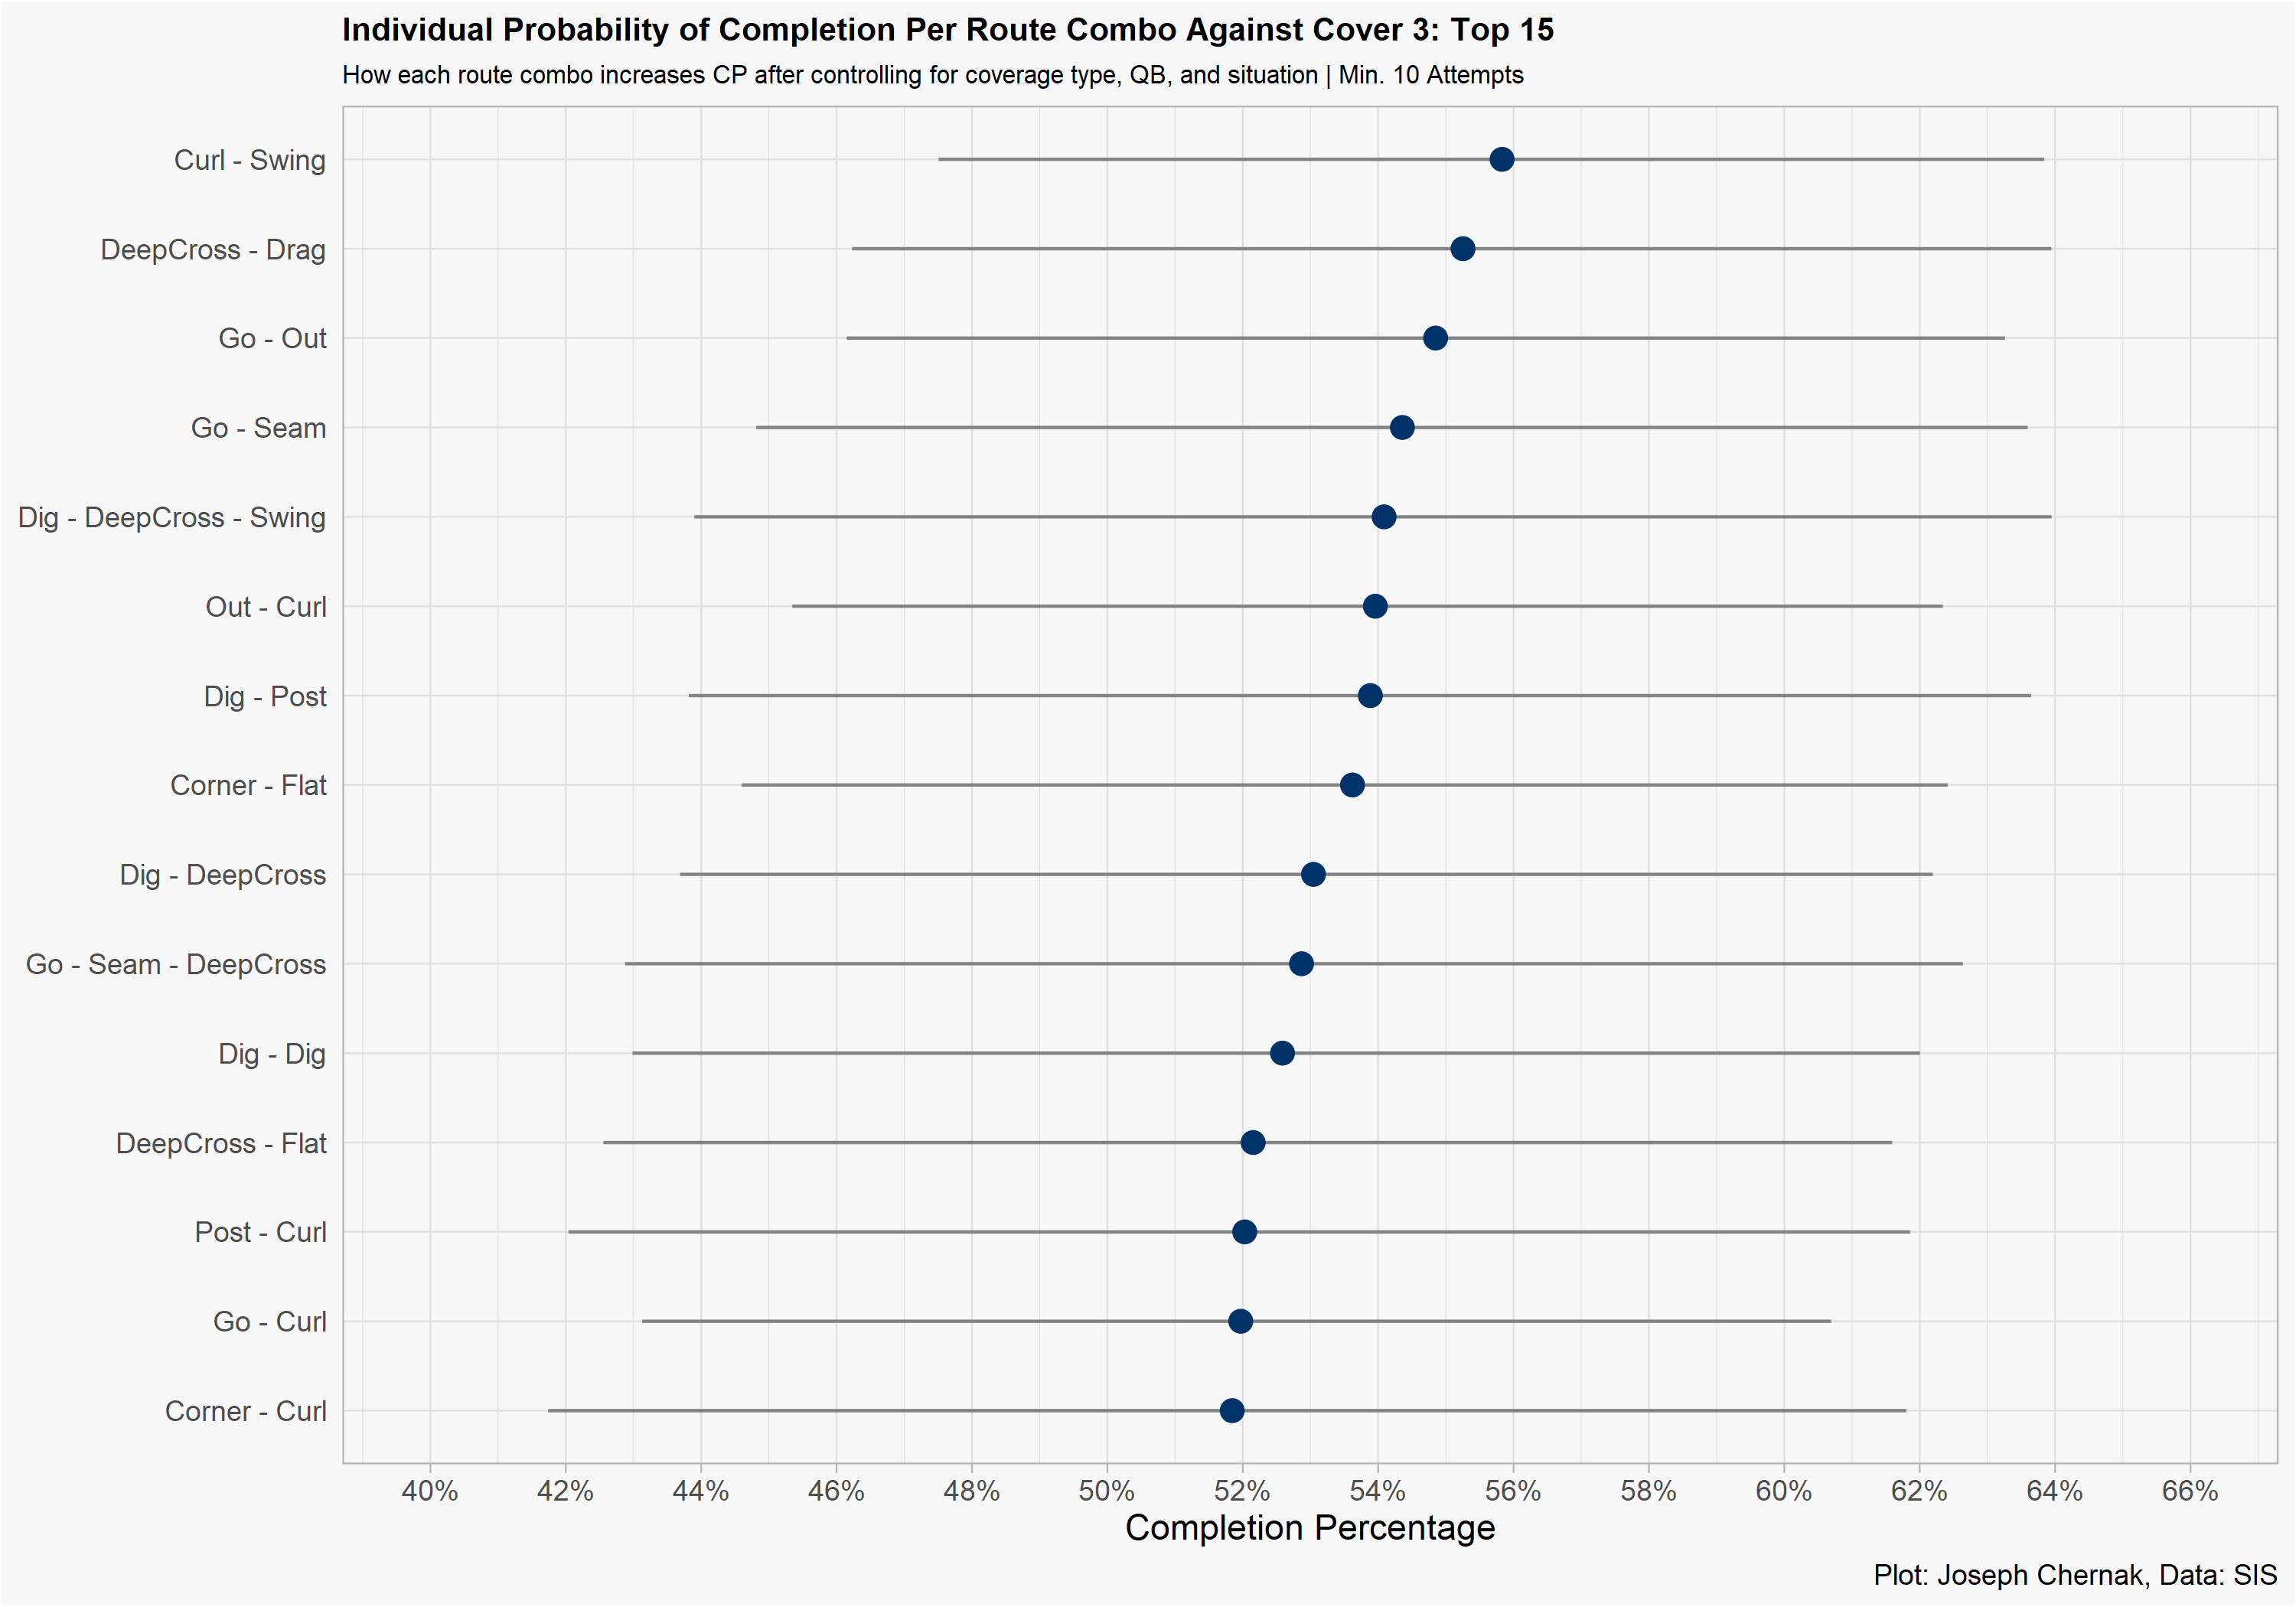 Individual Probability of Completion Per Route Combo Against Cover 3: Top 15
How each route combo increases CP after controlling for coverage type, QB, and situation | Min. 10 Attempts
Curl - Swing
DeepCross - Drag
Go - Out
Go - Seam
Dig - DeepCross - Swing
Out - Curl
Dig - Post
Corner - Flat
Dig - DeepCross
Go - Seam - DeepCross
Dig - Dig
DeepCross - Flat
Post - Curl
Go - Curl
Corner - Curl
40% 42% 44% 46% 48% 50% 52% 54% 56% 58% 60% 62% 64% 66%
Completion Percentage
Plot: Joseph Chernak, Data: SIS